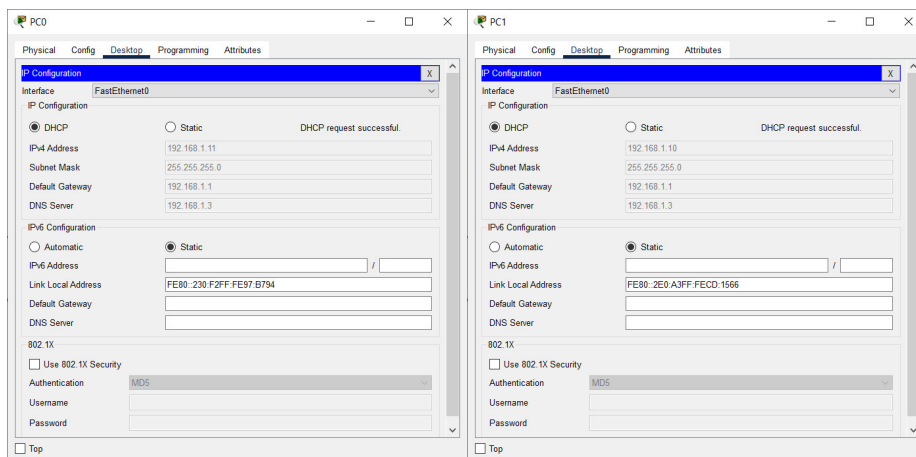 PC0
Physical Config Desktop Programming Attributes
IP Configuration X
Interface FastEthernet0
IP Configuration
DHCP Static DHCP request successful.
IPv4 Address 192.168.1.11
Subnet Mask 255.255.255.0
Default Gateway 192.168.1.1
DNS Server 192.168.1.3
IPv6 Configuration
Automatic Static
IPv6 Address /
Link Local Address FE80::230:F2FF:FE97:B794
Default Gateway
DNS Server
802.1X
Use 802.1X Security
Authentication MD5
Username
Password
Top
PC1
Physical Config Desktop Programming Attributes
IP Configuration X
Interface FastEthernet0
IP Configuration
DHCP Static DHCP request successful.
IPv4 Address 192.168.1.10
Subnet Mask 255.255.255.0
Default Gateway 192.168.1.1
DNS Server 192.168.1.3
IPv6 Configuration
Automatic Static
IPv6 Address /
Link Local Address FE80::2E0:A3FF:FECD:1566
Default Gateway
DNS Server
802.1X
Use 802.1X Security
Authentication MD5
Username
Password
Top